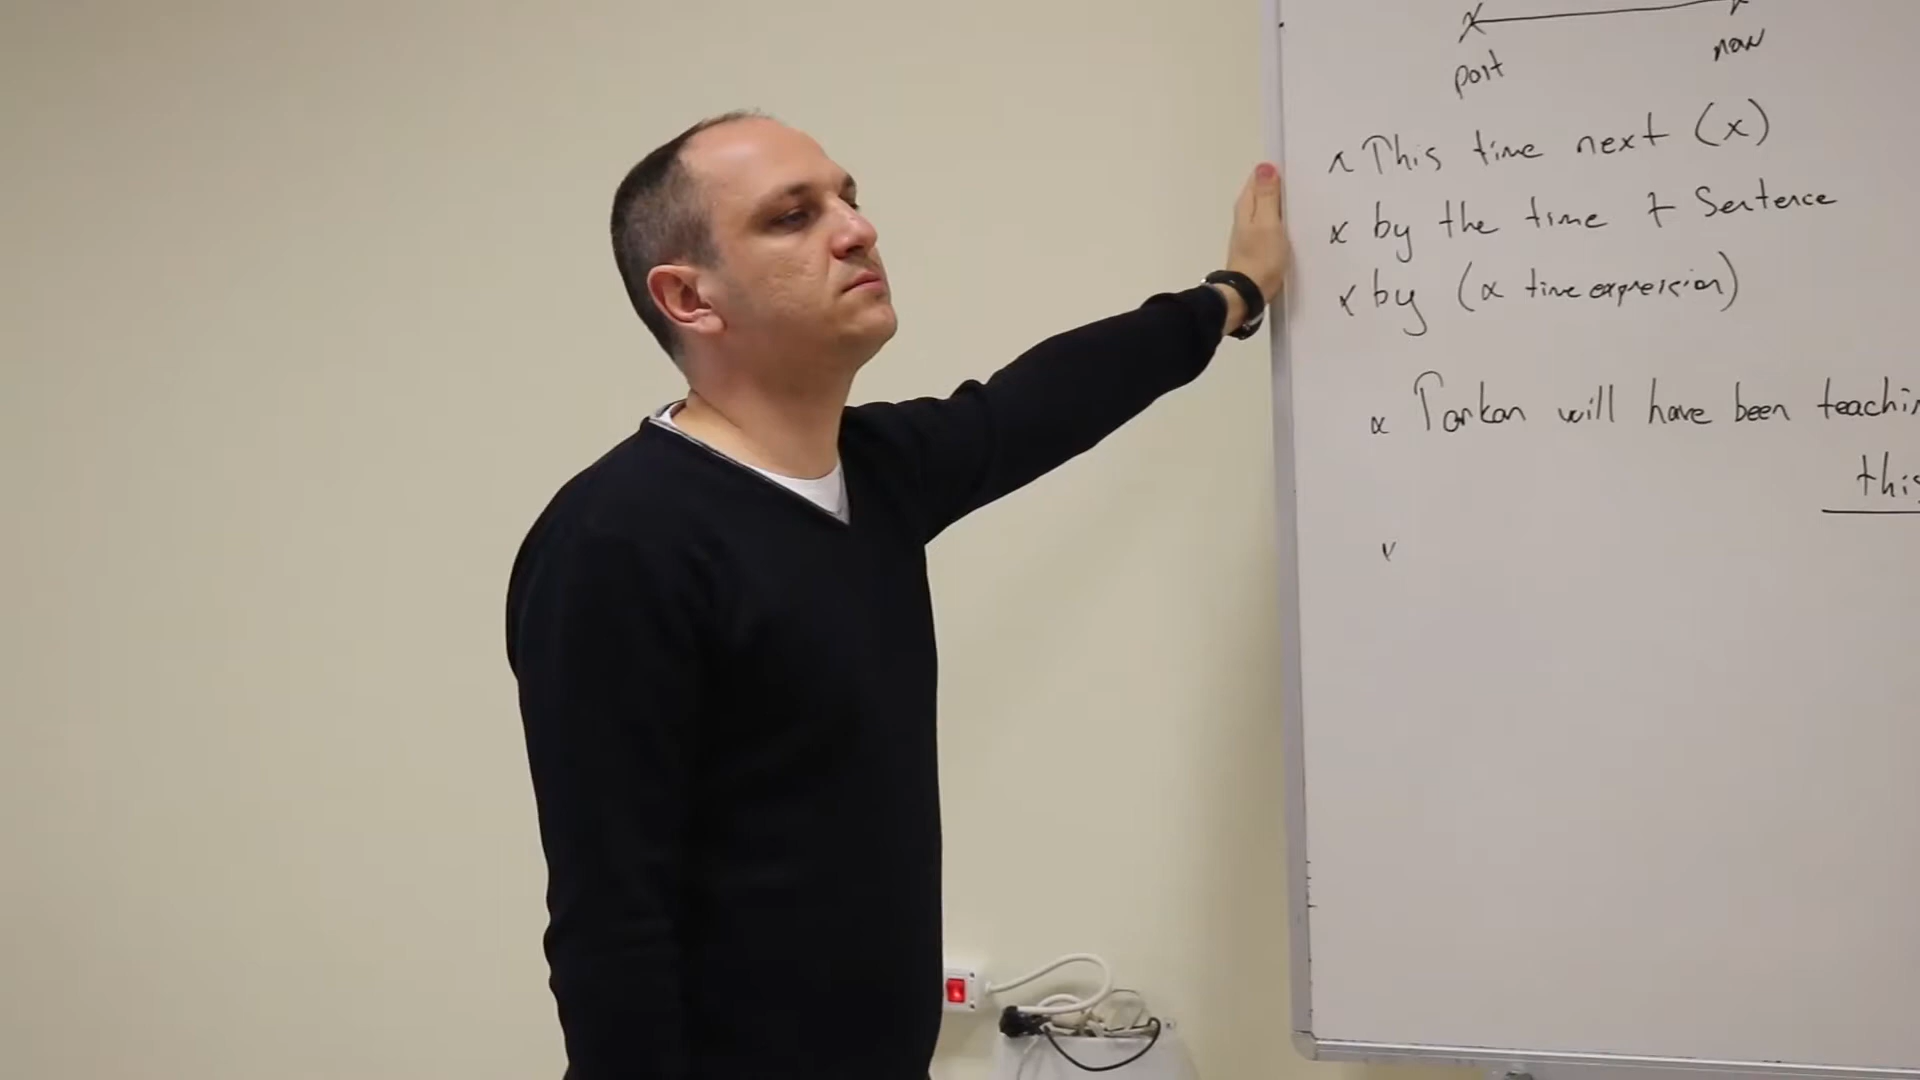 past now
x This time next (x)
x by the time + Sentence
x by (x time expression)
x Tarkan will have been teachin
this
x